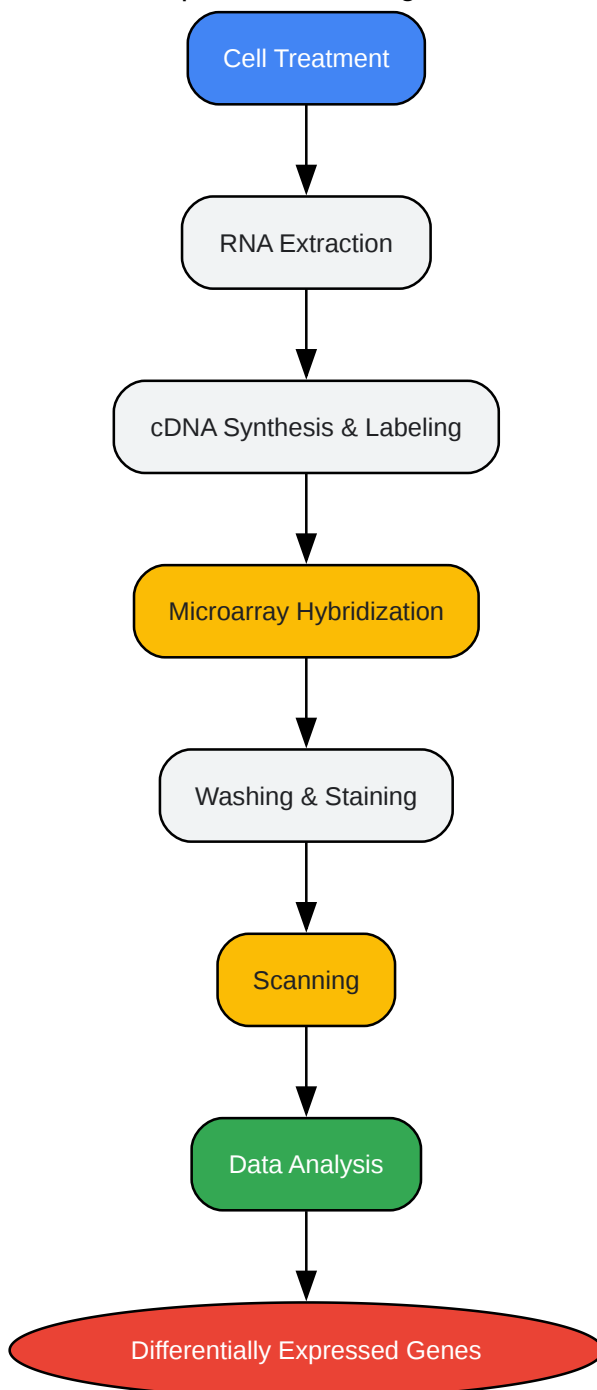 Cell Treatment
RNA Extraction
cDNA Synthesis & Labeling
Microarray Hybridization
Washing & Staining
Scanning
Data Analysis
Differentially Expressed Genes